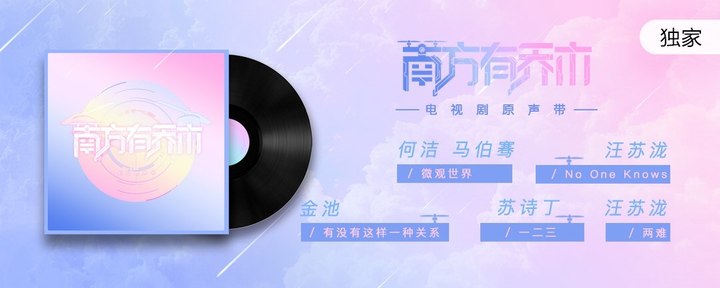 独家
南方有乔木
南方有乔木
电视剧原声带
何洁 马伯骞
/ 微观世界
汪苏泷
/ No One Knows
金池
/ 有没有这样一种关系
苏诗丁
/ 一二三
汪苏泷
/ 两难